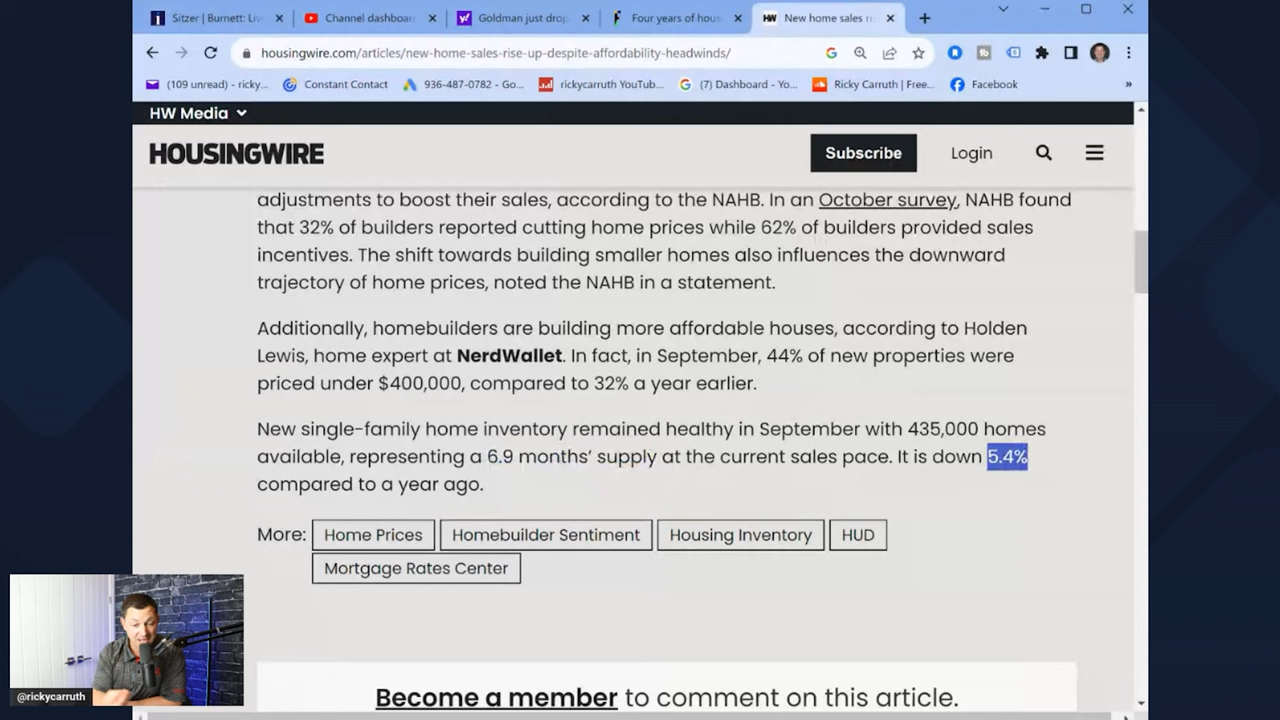 Sitzer | Burnett: Liv
Channel dashboar
Goldman just drop
Four years of hous
New home sales ri
housingwire.com/articles/new-home-sales-rise-up-despite-affordability-headwinds/
(109 unread) - ricky...
Constant Contact
936-487-0782 - Go...
rickycarruth YouTub...
(7) Dashboard - Yo...
Ricky Carruth | Free...
Facebook
»
HW Media
HOUSINGWIRE
Subscribe
Login
adjustments to boost their sales, according to the NAHB. In an October survey, NAHB found
that 32% of builders reported cutting home prices while 62% of builders provided sales
incentives. The shift towards building smaller homes also influences the downward
trajectory of home prices, noted the NAHB in a statement.
Additionally, homebuilders are building more affordable houses, according to Holden
Lewis, home expert at NerdWallet. In fact, in September, 44% of new properties were
priced under $400,000, compared to 32% a year earlier.
New single-family home inventory remained healthy in September with 435,000 homes
available, representing a 6.9 months’ supply at the current sales pace. It is down 5.4%
compared to a year ago.
More: Home Prices Homebuilder Sentiment Housing Inventory HUD
Mortgage Rates Center
@rickycarruth
Become a member to comment on this article.